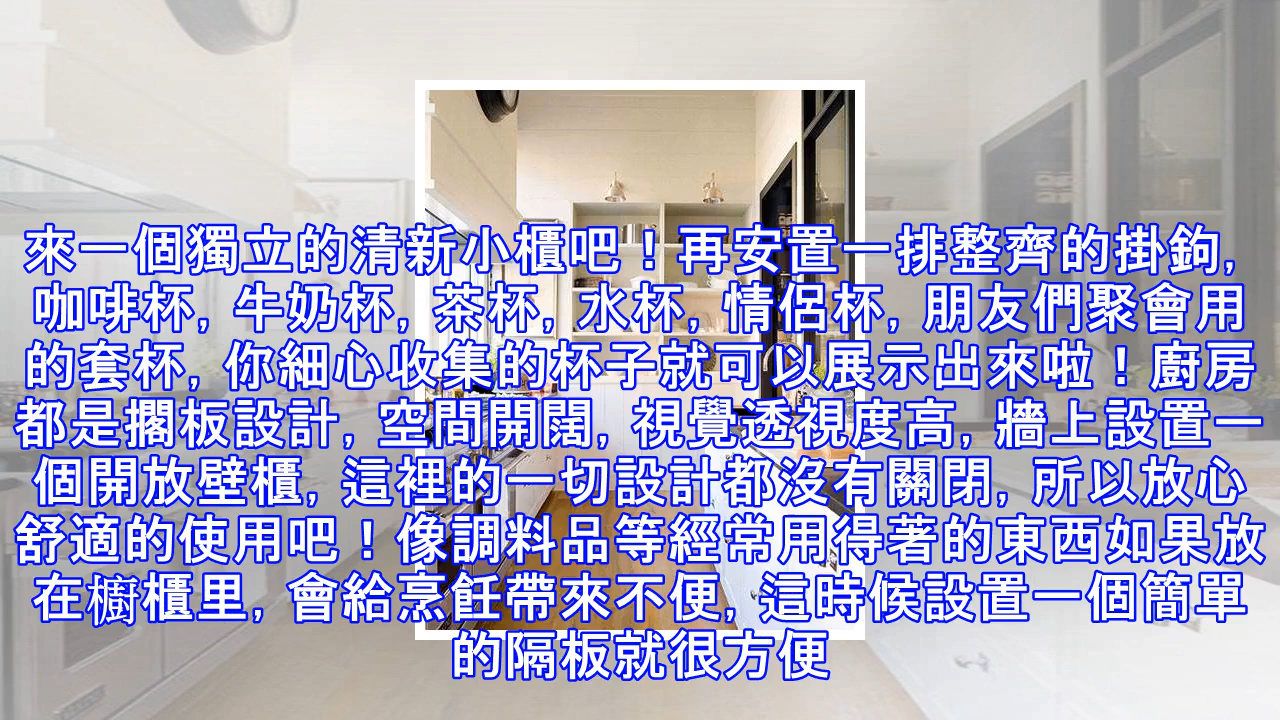 來一個獨立的清新小櫃吧！再安置一排整齊的掛鉤,
咖啡杯, 牛奶杯, 茶杯, 水杯, 情侶杯, 朋友們聚會用
的套杯, 你細心收集的杯子就可以展示出來啦！廚房
都是擱板設計, 空間開闊, 視覺透視度高, 牆上設置一
個開放壁櫃, 這裡的一切設計都沒有關閉, 所以放心
舒適的使用吧！像調料品等經常用得著的東西如果放
在櫥櫃里, 會給烹飪帶來不便, 這時候設置一個簡單
的隔板就很方便